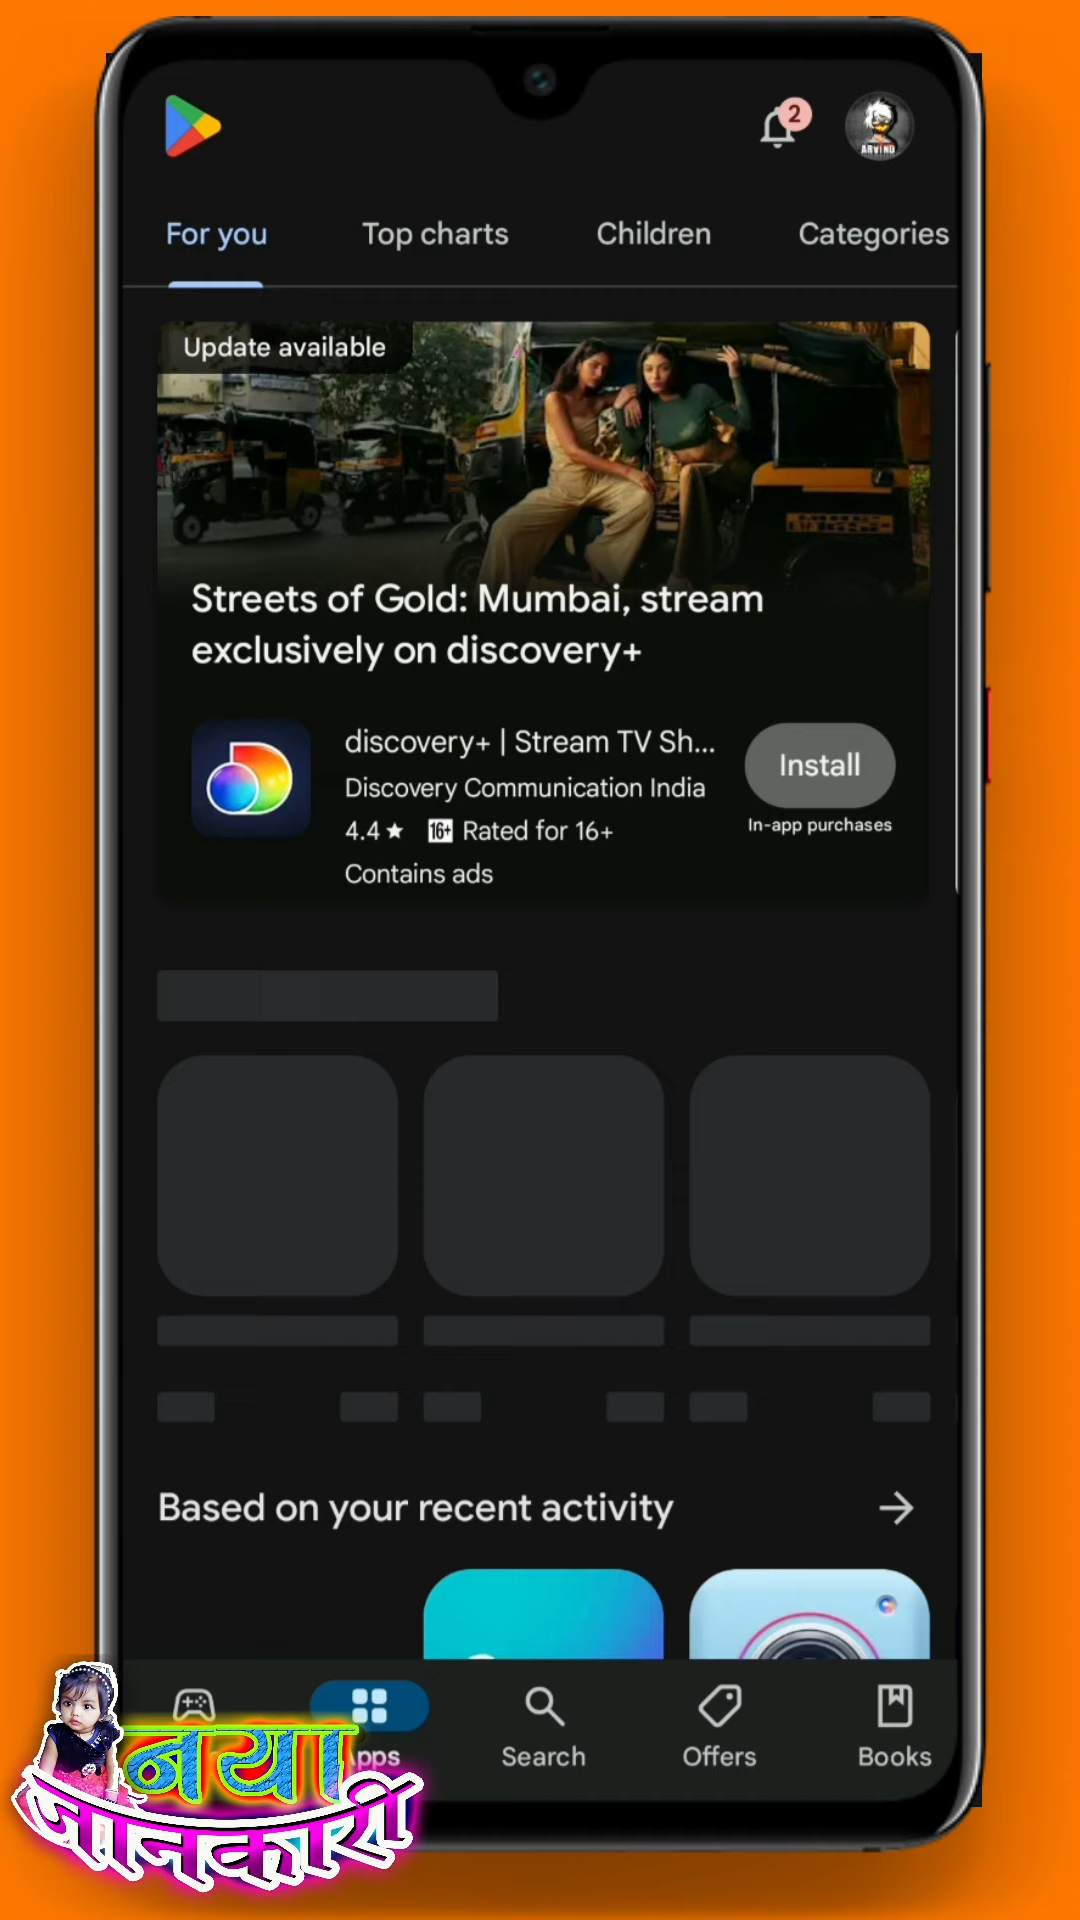 2
ARVIND
For you
Top charts
Children
Categories
Update available
Streets of Gold: Mumbai, stream
exclusively on discovery+
discovery+ | Stream TV Sh...
Discovery Communication India
4.4★ 16+ Rated for 16+
Contains ads
Install
In-app purchases
Based on your recent activity
pps
Search
Offers
Books
नया
जानकारी